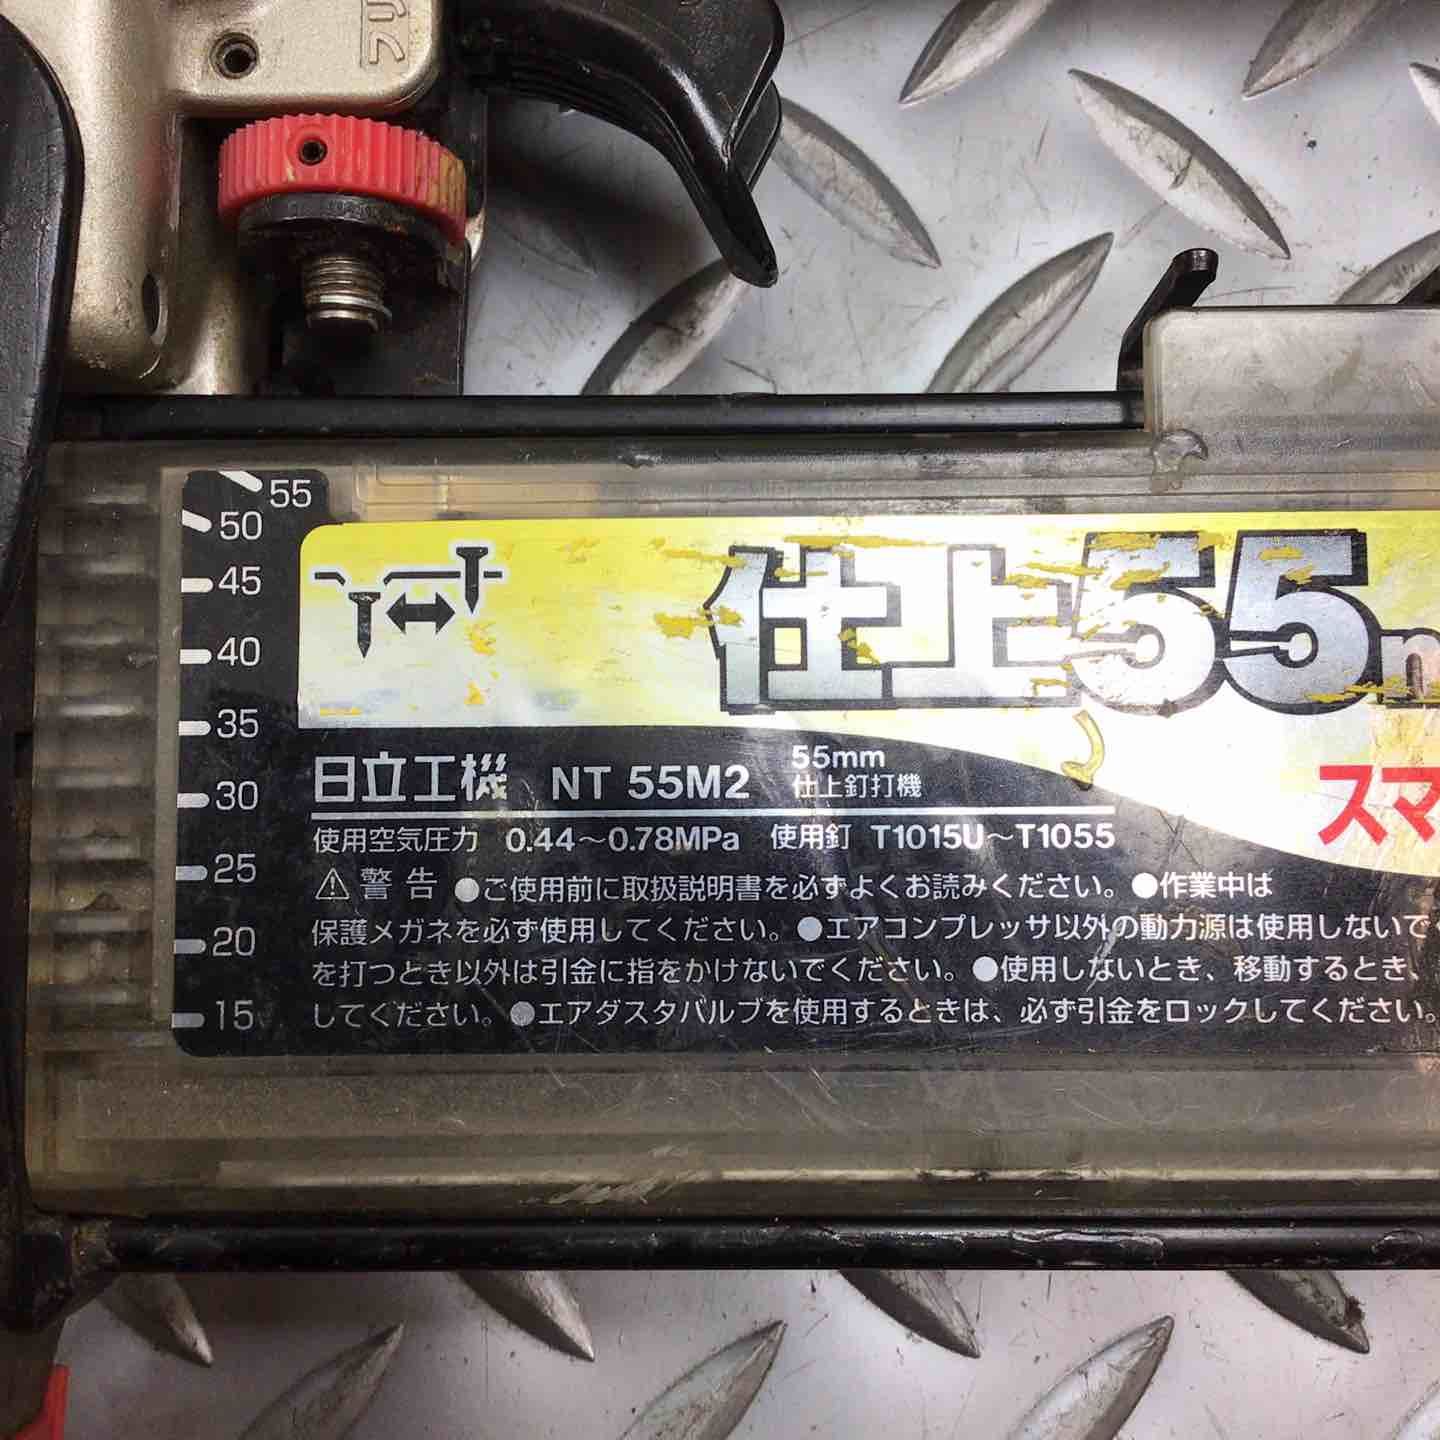 フリ
55
50
45
40
35
30
25
20
15
仕上55m
スマ
日立工機 NT 55M2 55mm
仕上釘打機
使用空気圧力 0.44～0.78MPa 使用釘 T1015U～T1055
⚠警告 ●ご使用前に取扱説明書を必ずよくお読みください。●作業中は
保護メガネを必ず使用してください。●エアコンプレッサ以外の動力源は使用しないで
を打つとき以外は引金に指をかけないでください。●使用しないとき、移動するとき、
してください。●エアダスタバルブを使用するときは、必ず引金をロックしてください。